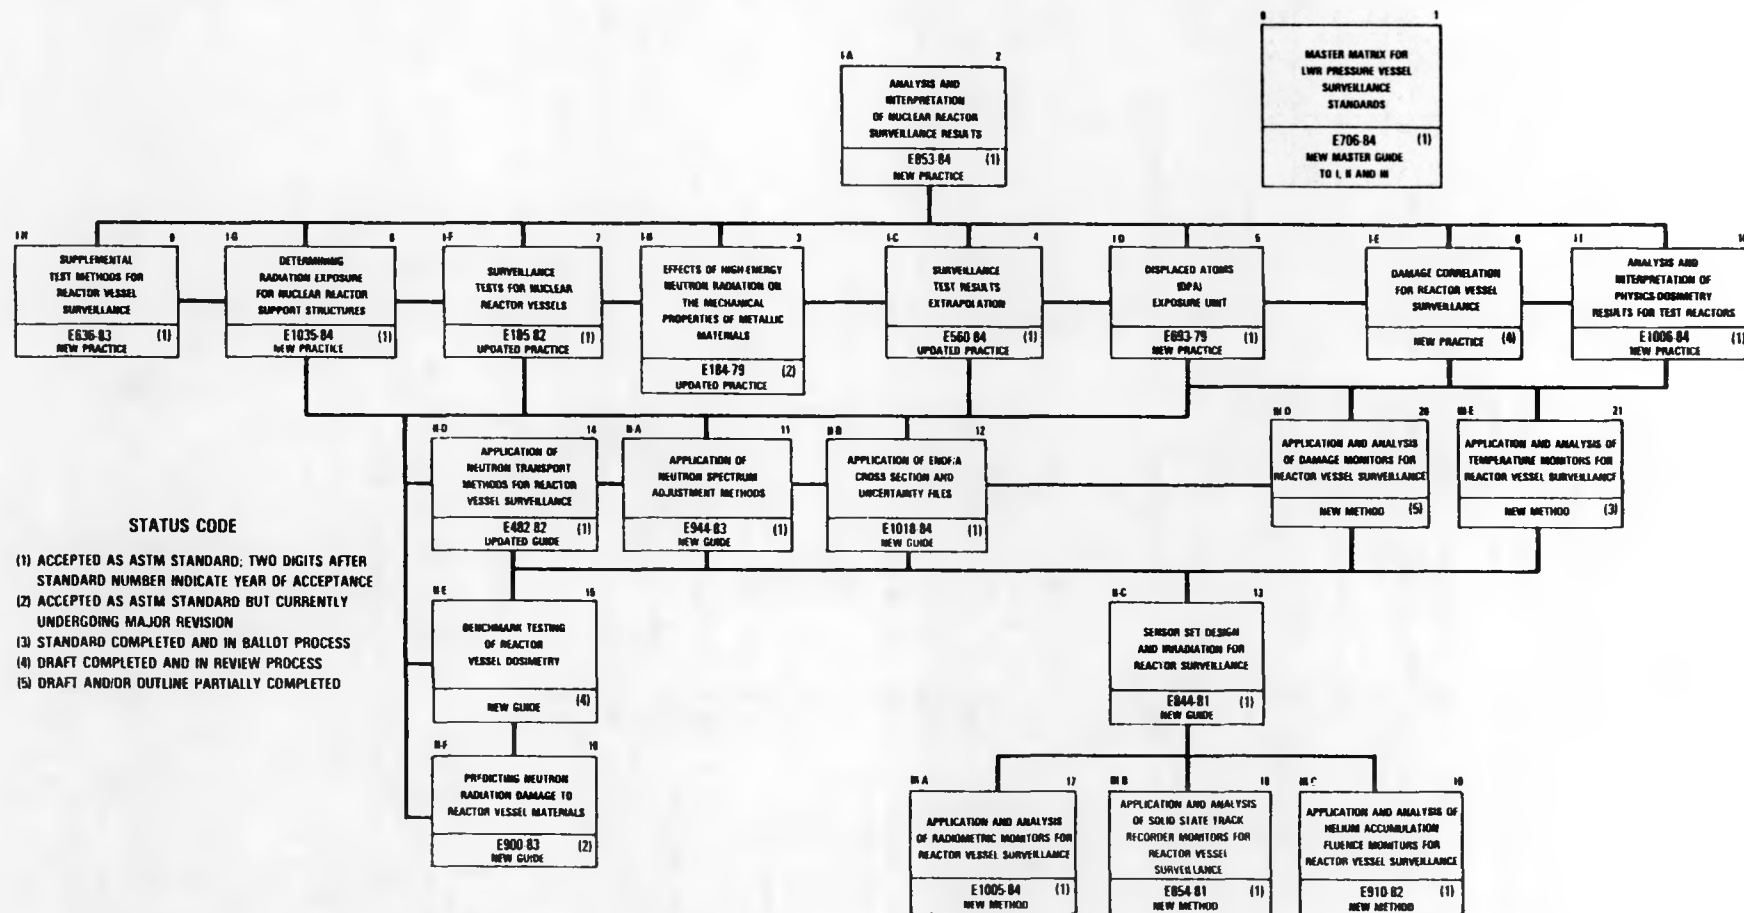 0 1
MASTER MATRIX FOR
LWR PRESSURE VESSEL
SURVEILLANCE
STANDARDS
E706-84 (1)
NEW MASTER GUIDE
TO I, II AND III
I-A 2
ANALYSIS AND
INTERPRETATION
OF NUCLEAR REACTOR
SURVEILLANCE RESULTS
E853-84 (1)
NEW PRACTICE
I-H 9
SUPPLEMENTAL
TEST METHODS FOR
REACTOR VESSEL
SURVEILLANCE
E636-83 (1)
NEW PRACTICE
I-G 8
DETERMINING
RADIATION EXPOSURE
FOR NUCLEAR REACTOR
SUPPORT STRUCTURES
E1035-84 (1)
NEW PRACTICE
I-F 7
SURVEILLANCE
TESTS FOR NUCLEAR
REACTOR VESSELS
E185-82 (1)
UPDATED PRACTICE
I-B 3
EFFECTS OF HIGH-ENERGY
NEUTRON RADIATION ON
THE MECHANICAL
PROPERTIES OF METALLIC
MATERIALS
E184-79 (2)
UPDATED PRACTICE
I-C 4
SURVEILLANCE
TEST RESULTS
EXTRAPOLATION
E560-84 (1)
UPDATED PRACTICE
I-D 5
DISPLACED ATOMS
(DPA)
EXPOSURE UNIT
E693-79 (1)
NEW PRACTICE
I-E 6
DAMAGE CORRELATION
FOR REACTOR VESSEL
SURVEILLANCE
NEW PRACTICE (4)
I-I 10
ANALYSIS AND
INTERPRETATION OF
PHYSICS-DOSIMETRY
RESULTS FOR TEST REACTORS
E1006-84 (1)
NEW PRACTICE
II-D 14
APPLICATION OF
NEUTRON TRANSPORT
METHODS FOR REACTOR
VESSEL SURVEILLANCE
E482-82 (1)
UPDATED GUIDE
II-A 11
APPLICATION OF
NEUTRON SPECTRUM
ADJUSTMENT METHODS
E944-83 (1)
NEW GUIDE
II-B 12
APPLICATION OF ENDF/A
CROSS SECTION AND
UNCERTAINTY FILES
E1018-84 (1)
NEW GUIDE
III-D 20
APPLICATION AND ANALYSIS
OF DAMAGE MONITORS FOR
REACTOR VESSEL SURVEILLANCE
NEW METHOD (5)
III-E 21
APPLICATION AND ANALYSIS OF
TEMPERATURE MONITORS FOR
REACTOR VESSEL SURVEILLANCE
NEW METHOD (3)
STATUS CODE
(1) ACCEPTED AS ASTM STANDARD; TWO DIGITS AFTER
STANDARD NUMBER INDICATE YEAR OF ACCEPTANCE
(2) ACCEPTED AS ASTM STANDARD BUT CURRENTLY
UNDERGOING MAJOR REVISION
(3) STANDARD COMPLETED AND IN BALLOT PROCESS
(4) DRAFT COMPLETED AND IN REVIEW PROCESS
(5) DRAFT AND/OR OUTLINE PARTIALLY COMPLETED
II-E 15
BENCHMARK TESTING
OF REACTOR
VESSEL DOSIMETRY
NEW GUIDE (4)
II-C 13
SENSOR SET DESIGN
AND IRRADIATION FOR
REACTOR SURVEILLANCE
E844-81 (1)
NEW GUIDE
II-F 16
PREDICTING NEUTRON
RADIATION DAMAGE TO
REACTOR VESSEL MATERIALS
E900-83 (2)
NEW GUIDE
III-A 17
APPLICATION AND ANALYSIS
OF RADIOMETRIC MONITORS FOR
REACTOR VESSEL SURVEILLANCE
E1005-84 (1)
NEW METHOD
III-B 18
APPLICATION AND ANALYSIS
OF SOLID STATE TRACK
RECORDER MONITORS FOR
REACTOR VESSEL
SURVEILLANCE
E854-81 (1)
NEW METHOD
III-C 19
APPLICATION AND ANALYSIS OF
HELIUM ACCUMULATION
FLUENCE MONITORS FOR
REACTOR VESSEL SURVEILLANCE
E910-82 (1)
NEW METHOD